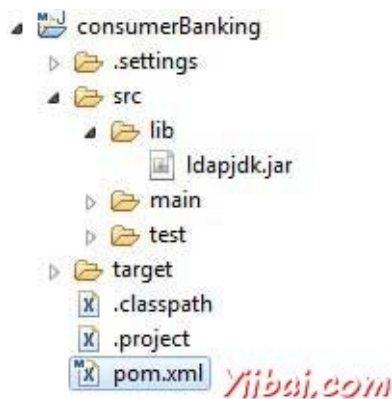 consumerBanking
.settings
src
lib
ldapjdk.jar
main
test
target
.classpath
.project
pom.xml
Yiibai.com